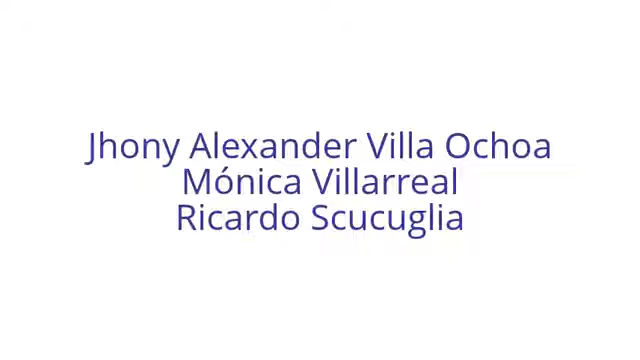 Jhony Alexander Villa Ochoa
Mónica Villarreal
Ricardo Scucuglia